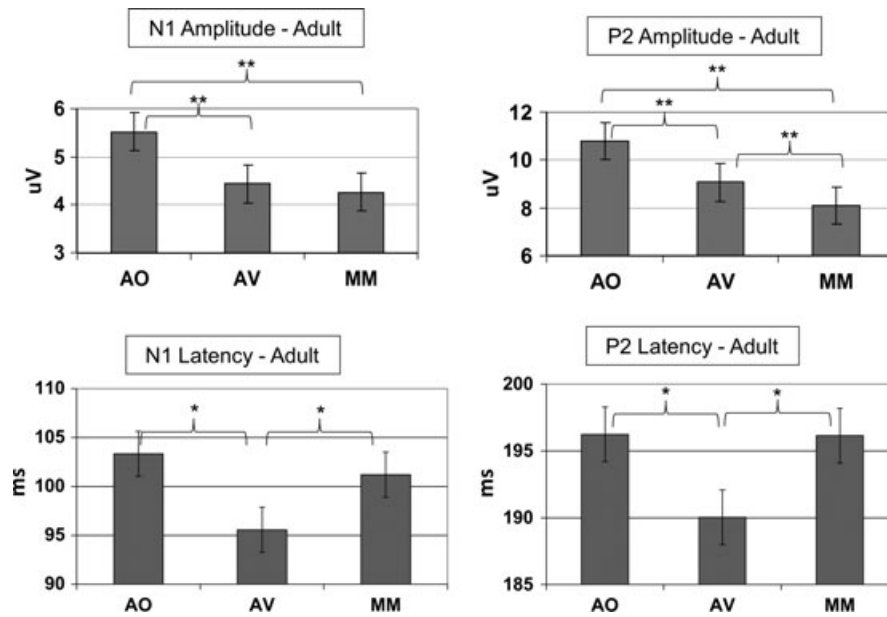 N1 Amplitude - Adult
**
**
6
5
4
3
uV
AO AV MM
P2 Amplitude - Adult
**
**
**
12
10
8
6
uV
AO AV MM
N1 Latency - Adult
110
105
100
95
90
ms
* *
AO AV MM
P2 Latency - Adult
200
195
190
185
ms
* *
AO AV MM